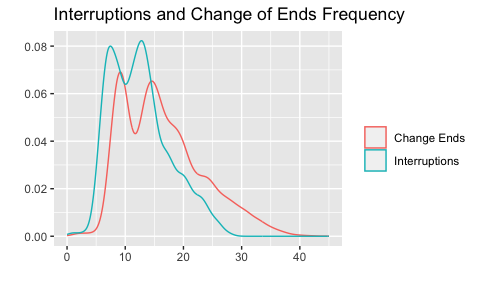 Interruptions and Change of Ends Frequency
0.08
0.06
0.04
0.02
0.00
0 10 20 30 40
Change Ends
Interruptions